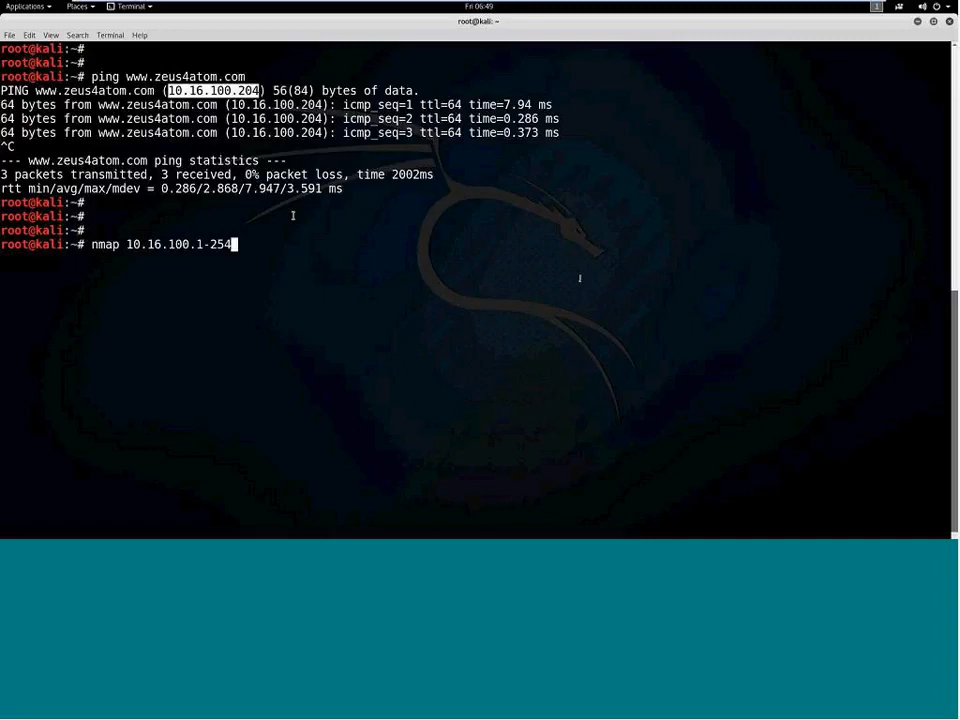 Applications Places Terminal Fri 06:49 1
root@kali: ~
File Edit View Search Terminal Help
root@kali:~#
root@kali:~#
root@kali:~# ping www.zeus4atom.com
PING www.zeus4atom.com (10.16.100.204) 56(84) bytes of data.
64 bytes from www.zeus4atom.com (10.16.100.204): icmp_seq=1 ttl=64 time=7.94 ms
64 bytes from www.zeus4atom.com (10.16.100.204): icmp_seq=2 ttl=64 time=0.286 ms
64 bytes from www.zeus4atom.com (10.16.100.204): icmp_seq=3 ttl=64 time=0.373 ms
^C
--- www.zeus4atom.com ping statistics ---
3 packets transmitted, 3 received, 0% packet loss, time 2002ms
rtt min/avg/max/mdev = 0.286/2.868/7.947/3.591 ms
root@kali:~#
root@kali:~#
root@kali:~#
root@kali:~# nmap 10.16.100.1-254